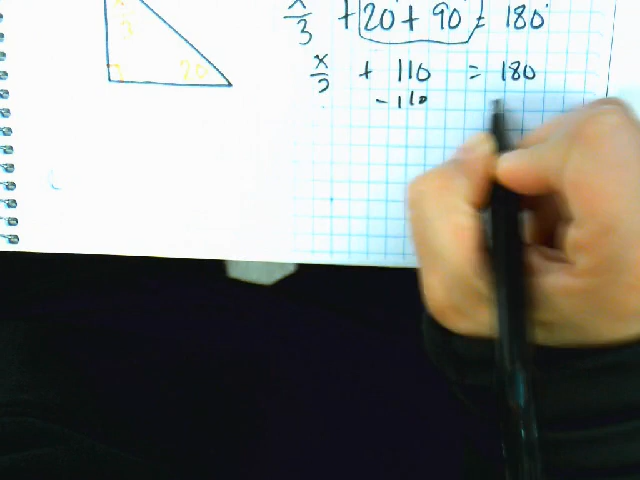 x/3 + 20 + 90 = 180
x/3 + 110 = 180
-110
x/3
20